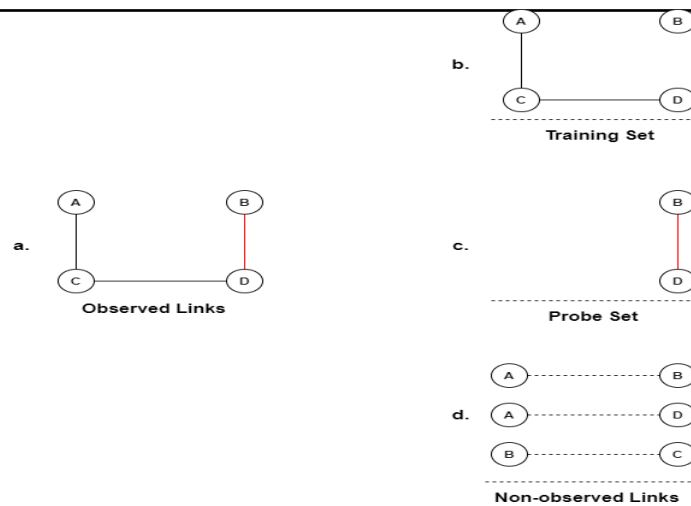 A
B
b.
C
D
Training Set
A
B
a.
C
D
Observed Links
B
c.
D
Probe Set
A
B
d.
A
D
B
C
Non-observed Links